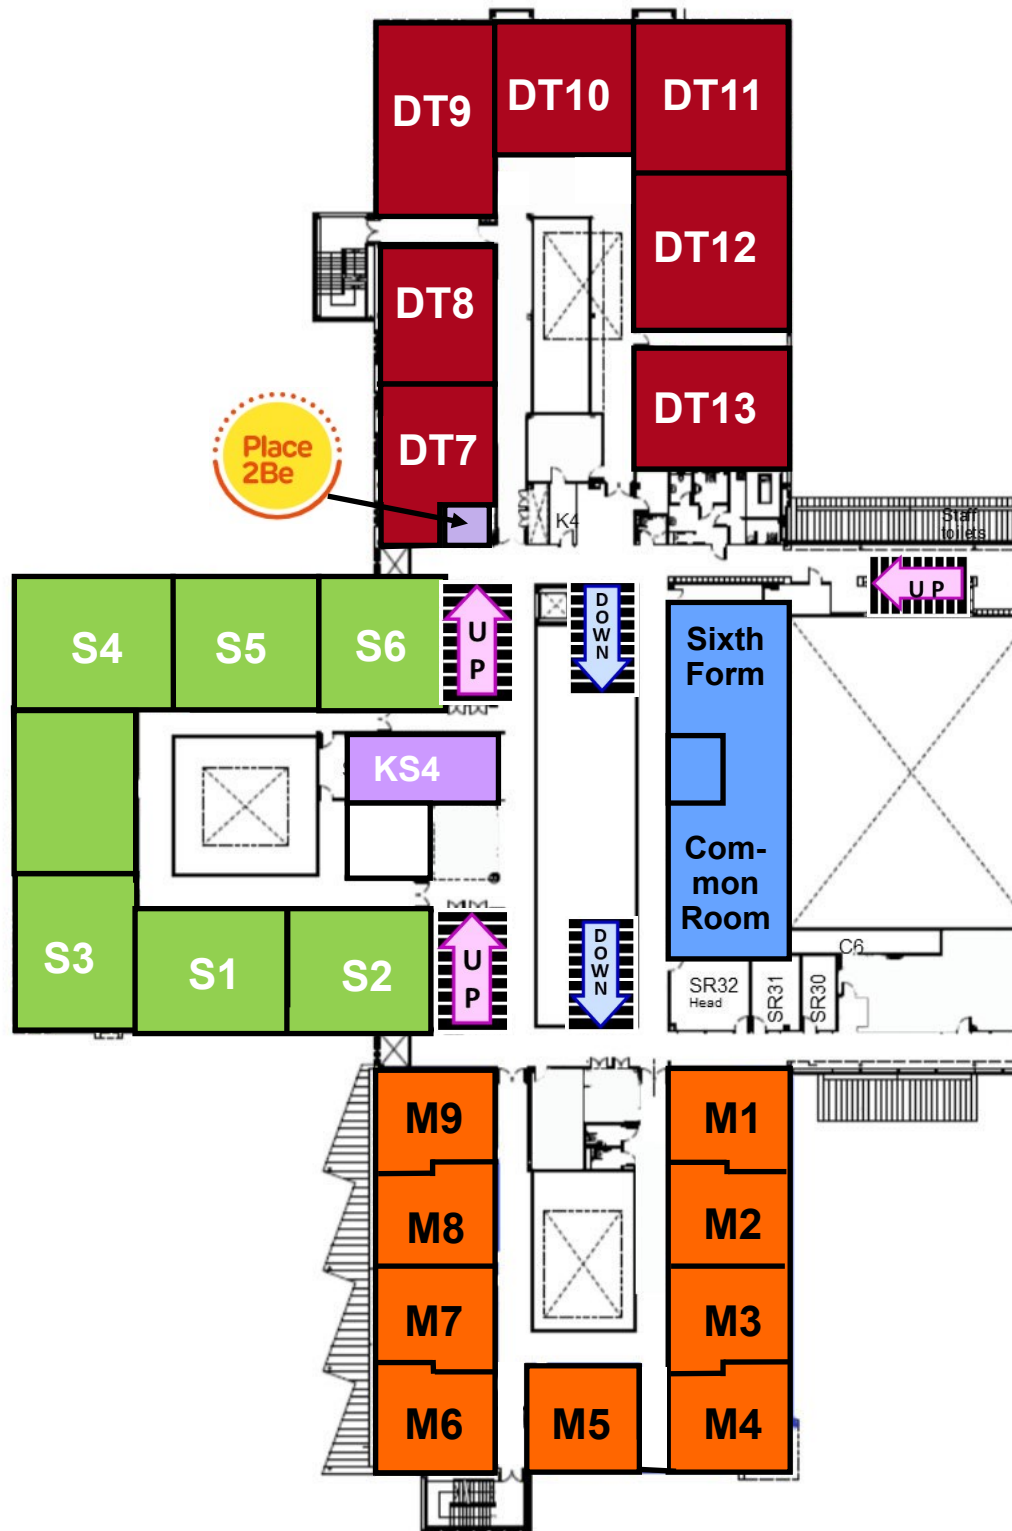 DT9
DT10
DT11
DT12
DT8
DT13
DT7
Place
2Be
K4
Staff
toilets
UP
S4
S5
S6
UP
DOWN
Sixth
Form
KS4
Com-
mon
Room
S3
S1
S2
UP
DOWN
C6
SR32
Head
SR31
SR30
M9
M1
M8
M2
M7
M3
M6
M5
M4